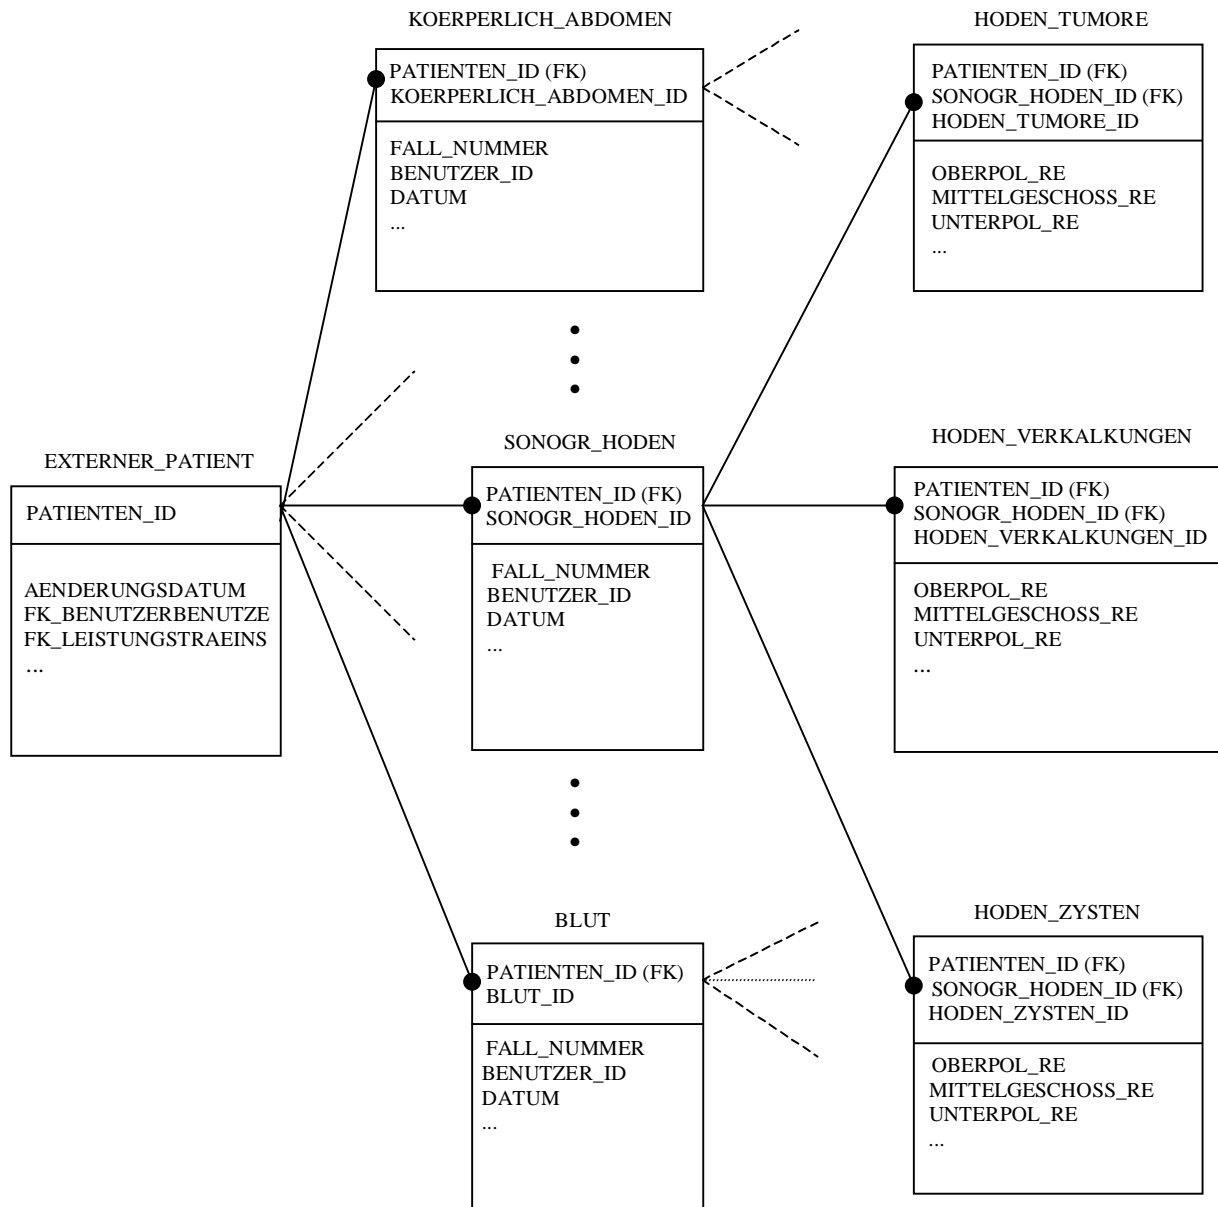 KOERPERLICH_ABDOMEN
PATIENTEN_ID (FK)
KOERPERLICH_ABDOMEN_ID
FALL_NUMMER
BENUTZER_ID
DATUM
...
HODEN_TUMORE
PATIENTEN_ID (FK)
SONOGR_HODEN_ID (FK)
HODEN_TUMORE_ID
OBERPOL_RE
MITTELGESCHOSS_RE
UNTERPOL_RE
...
EXTERNER_PATIENT
PATIENTEN_ID
AENDERUNGSDATUM
FK_BENUTZERBENUTZE
FK_LEISTUNGSTRAEINS
...
SONOGR_HODEN
PATIENTEN_ID (FK)
SONOGR_HODEN_ID
FALL_NUMMER
BENUTZER_ID
DATUM
...
HODEN_VERKALKUNGEN
PATIENTEN_ID (FK)
SONOGR_HODEN_ID (FK)
HODEN_VERKALKUNGEN_ID
OBERPOL_RE
MITTELGESCHOSS_RE
UNTERPOL_RE
...
BLUT
PATIENTEN_ID (FK)
BLUT_ID
FALL_NUMMER
BENUTZER_ID
DATUM
...
HODEN_ZYSTEN
PATIENTEN_ID (FK)
SONOGR_HODEN_ID (FK)
HODEN_ZYSTEN_ID
OBERPOL_RE
MITTELGESCHOSS_RE
UNTERPOL_RE
...